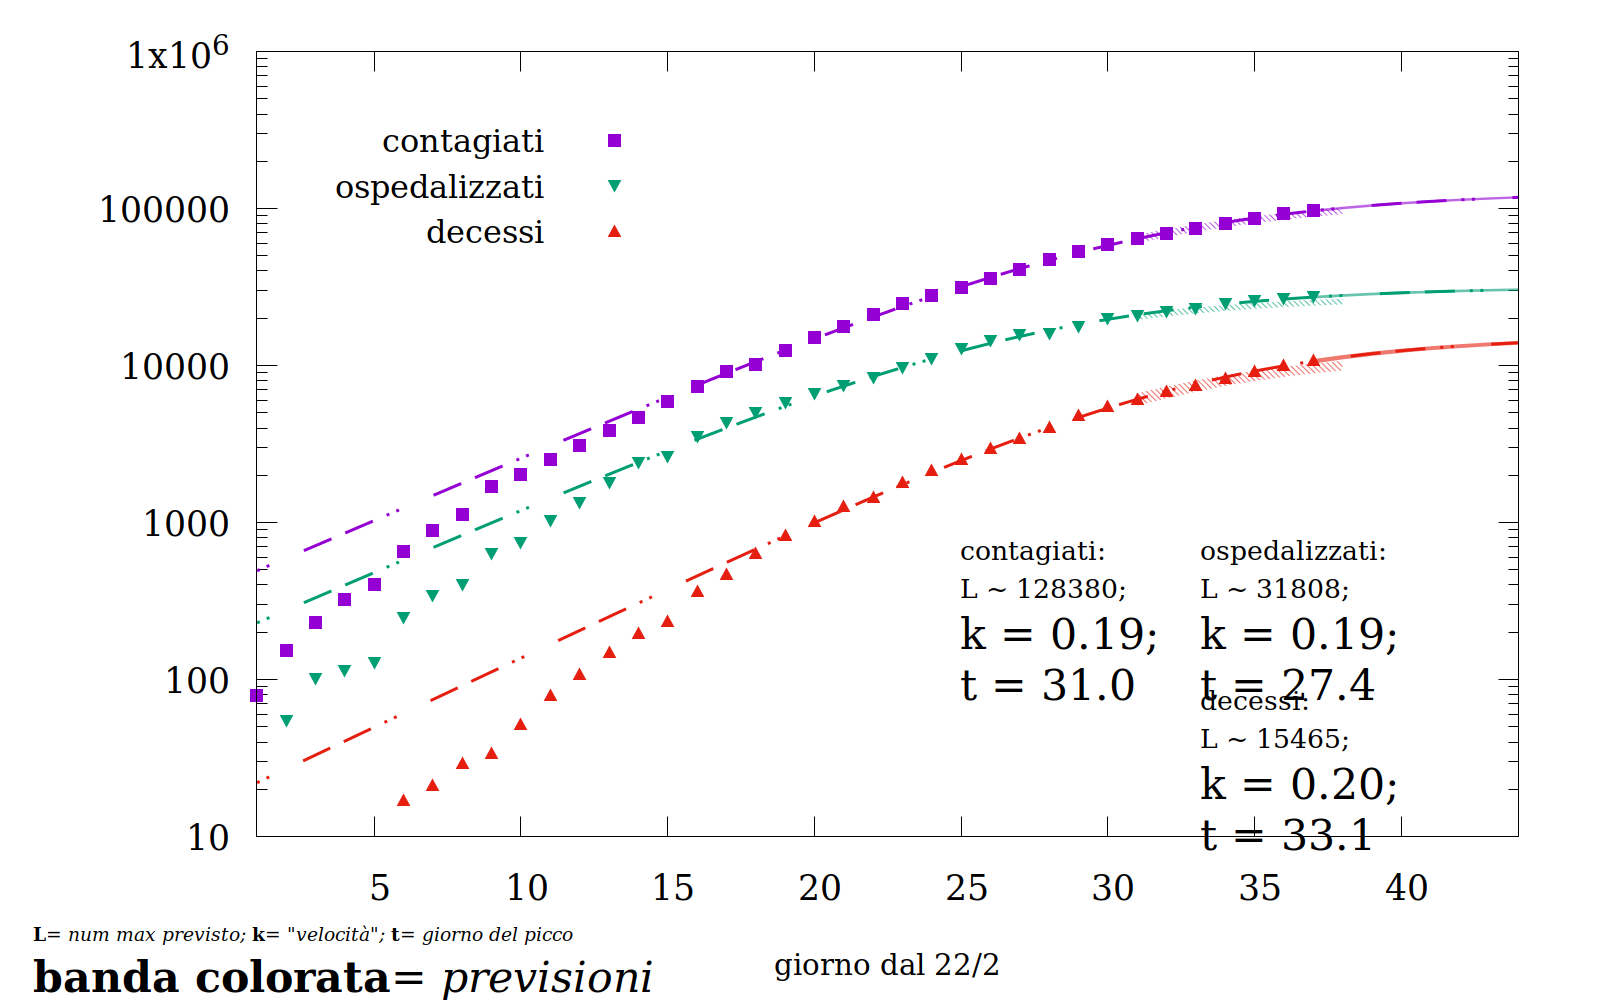 1x10^6
100000
10000
1000
100
10
contagiati
ospedalizzati
decessi
contagiati:
L ~ 128380;
k = 0.19;
t = 31.0
ospedalizzati:
L ~ 31808;
k = 0.19;
t = 27.4
decessi:
L ~ 15465;
k = 0.20;
t = 33.1
5 10 15 20 25 30 35 40
L= num max previsto; k= "velocità"; t= giorno del picco
banda colorata= previsioni
giorno dal 22/2